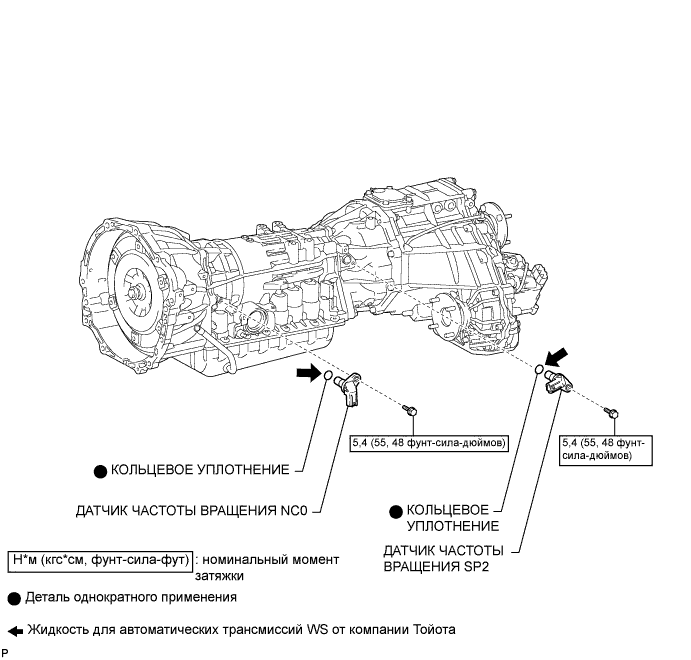 5,4 (55, 48 фунт-сила-дюймов)
5,4 (55, 48 фунт-
сила-дюймов)
КОЛЬЦЕВОЕ УПЛОТНЕНИЕ
ДАТЧИК ЧАСТОТЫ ВРАЩЕНИЯ NC0
КОЛЬЦЕВОЕ
УПЛОТНЕНИЕ
ДАТЧИК ЧАСТОТЫ
ВРАЩЕНИЯ SP2
Н*м (кгс*см, фунт-сила-фут) : номинальный момент
затяжки
Деталь однократного применения
Жидкость для автоматических трансмиссий WS от компании Тойота
P